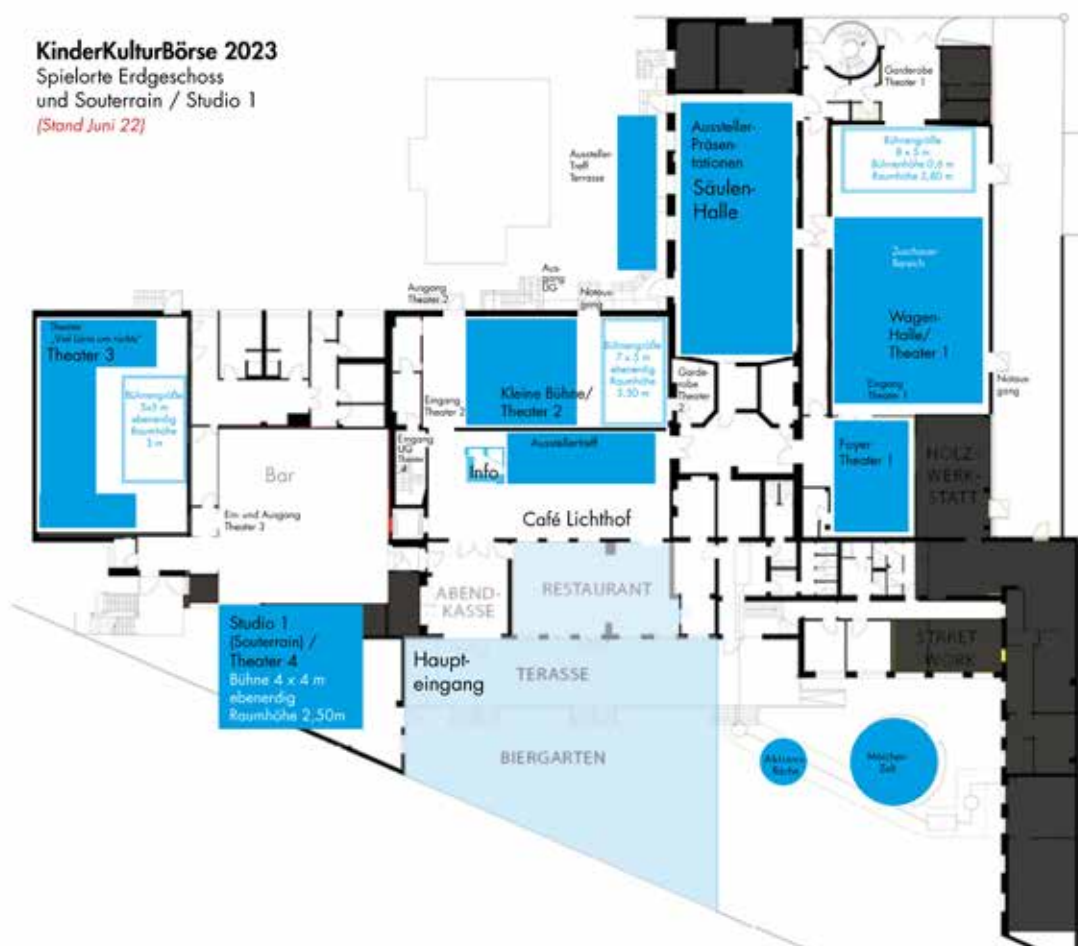 KinderKulturBörse 2023
Spielorte Erdgeschoss
und Souterrain / Studio 1
(Stand Juni 22)
Garderobe
Theater 1
Aussteller-
Treff
Terrasse
Aussteller-
Präsen-
tationen
Säulen-
Halle
Bühnengröße
8 x 5 m
Bühnenhöhe 0,6 m
Raumhöhe 3,80 m
Zuschauer-
Bereich
Wagen-
Halle/
Theater 1
Eingang
Theater 1
Notaus-
gang
Ausgang
Theater 2
Aus-
gang
UG
Notaus-
gang
Theater
Theater 3
Bühnengröße
5x3 m
ebenerdig
Raumhöhe
3 m
Eingang
Theater 2
Kleine Bühne/
Theater 2
Bühnengröße
7 x 5 m
ebenerdig
Raumhöhe
3,50 m
Garde-
robe
Theater
2
Eingang
UG
Theater
4
Info
Ausstellertreff
Foyer
Theater 1
HOLZ-
WERK-
STATT
Bar
Ein- und Ausgang
Theater 3
Café Lichthof
ABEND-
KASSE
RESTAURANT
Studio 1
(Souterrain) /
Theater 4
Bühne 4 x 4 m
ebenerdig
Raumhöhe 2,50m
Haupt-
eingang
TERASSE
BIERGARTEN
WORK
Aktions-
fläche
Märchen-
Zelt